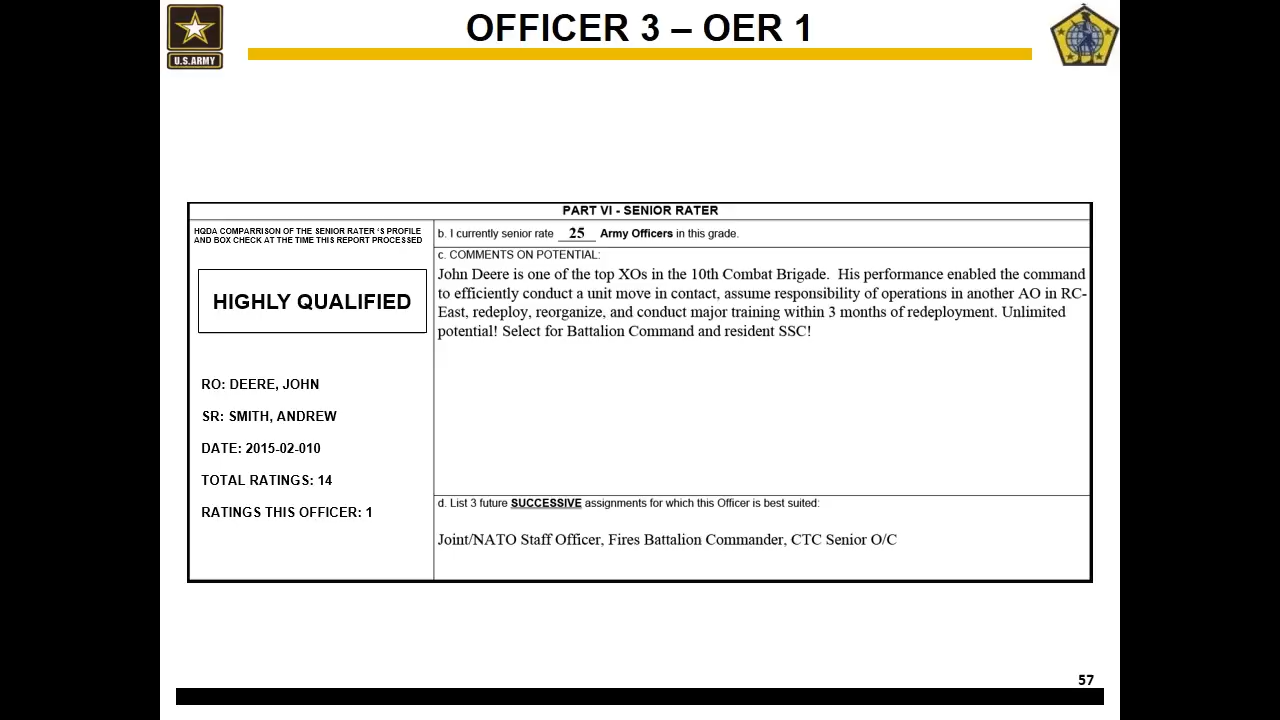 OFFICER 3 – OER 1
U.S.ARMY
PART VI - SENIOR RATER
HQDA COMPARRISON OF THE SENIOR RATER 'S PROFILE
AND BOX CHECK AT THE TIME THIS REPORT PROCESSED
HIGHLY QUALIFIED
RO: DEERE, JOHN
SR: SMITH, ANDREW
DATE: 2015-02-010
TOTAL RATINGS: 14
RATINGS THIS OFFICER: 1
b. I currently senior rate 25 Army Officers in this grade.
c. COMMENTS ON POTENTIAL:
John Deere is one of the top XOs in the 10th Combat Brigade. His performance enabled the command
to efficiently conduct a unit move in contact, assume responsibility of operations in another AO in RC-
East, redeploy, reorganize, and conduct major training within 3 months of redeployment. Unlimited
potential! Select for Battalion Command and resident SSC!
d. List 3 future SUCCESSIVE assignments for which this Officer is best suited:
Joint/NATO Staff Officer, Fires Battalion Commander, CTC Senior O/C
57